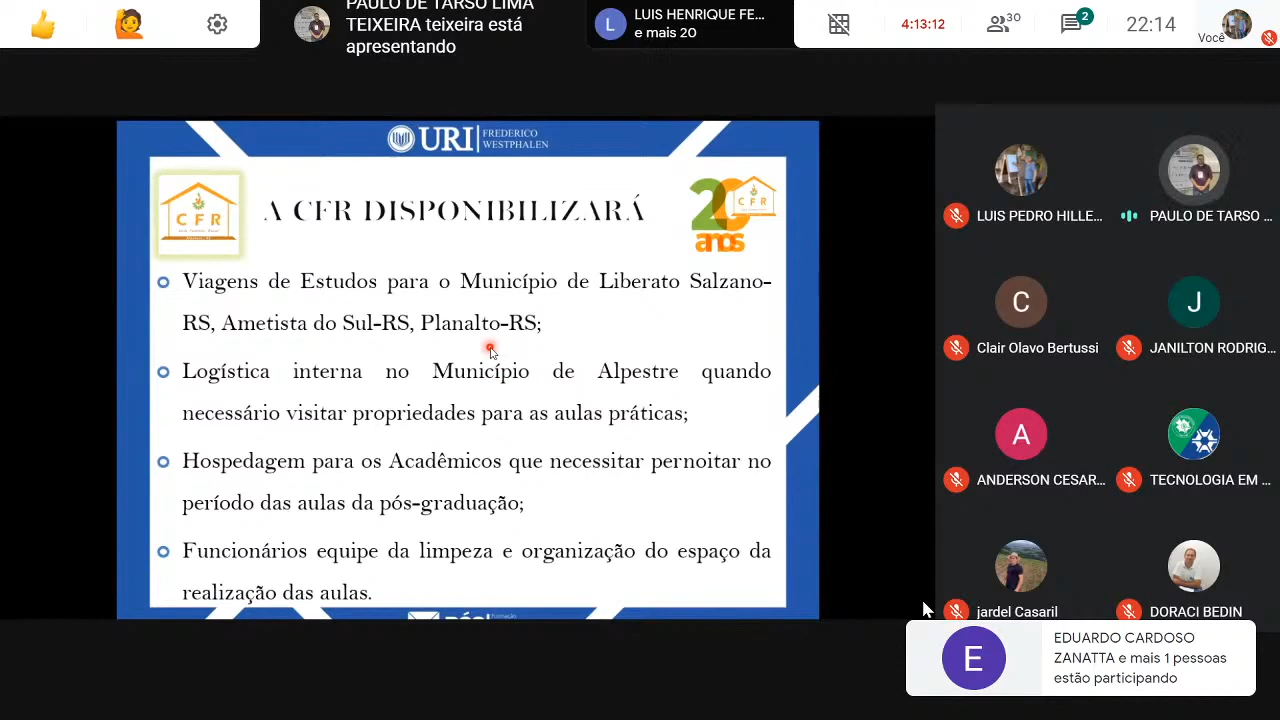 PAULO DE TARSO LIMA
TEIXEIRA teixeira está
apresentando
L
LUIS HENRIQUE FE...
e mais 20
4:13:12
30
2
22:14
Você
URI
FREDERICO
WESTPHALEN
CFR
A CFR DISPONIBILIZARÁ
20
CFR
anos
Viagens de Estudos para o Município de Liberato Salzano-
RS, Ametista do Sul-RS, Planalto-RS;
Logística interna no Município de Alpestre quando
necessário visitar propriedades para as aulas práticas;
Hospedagem para os Acadêmicos que necessitar pernoitar no
período das aulas da pós-graduação;
Funcionários equipe da limpeza e organização do espaço da
realização das aulas.
LUIS PEDRO HILLE...
PAULO DE TARSO ...
C
J
Clair Olavo Bertussi
JANILTON RODRIG...
A
ANDERSON CESAR...
TECNOLOGIA EM ...
jardel Casaril
DORACI BEDIN
E
EDUARDO CARDOSO
ZANATTA e mais 1 pessoas
estão participando